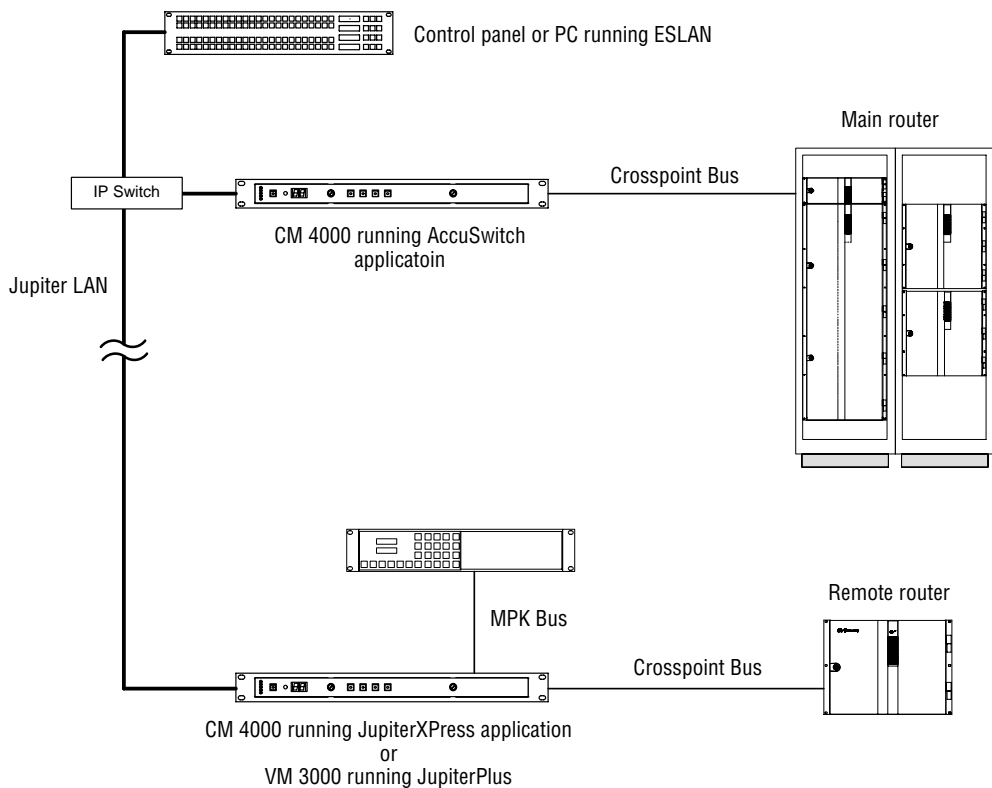 Control panel or PC running ESLAN
Main router
Crosspoint Bus
IP Switch
CM 4000 running AccuSwitch
applicatoin
Jupiter LAN
Remote router
MPK Bus
Crosspoint Bus
CM 4000 running JupiterXPress application
or
VM 3000 running JupiterPlus